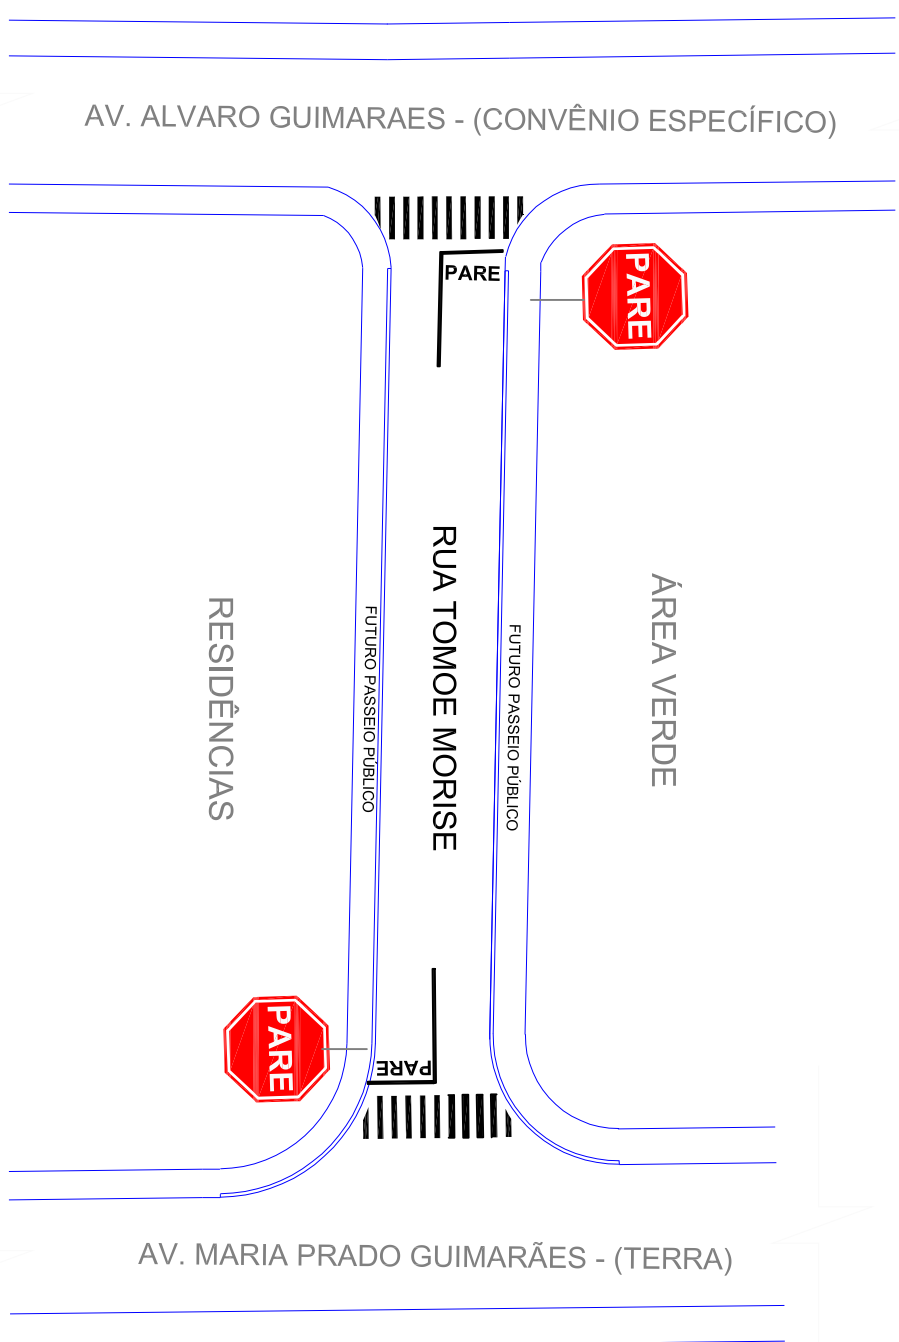 AV. ALVARO GUIMARAES - (CONVÊNIO ESPECÍFICO)
PARE
PARE
RUA TOMOE MORISE
FUTURO PASSEIO PÚBLICO
FUTURO PASSEIO PÚBLICO
RESIDÊNCIAS
ÁREA VERDE
PARE
PARE
AV. MARIA PRADO GUIMARÃES - (TERRA)